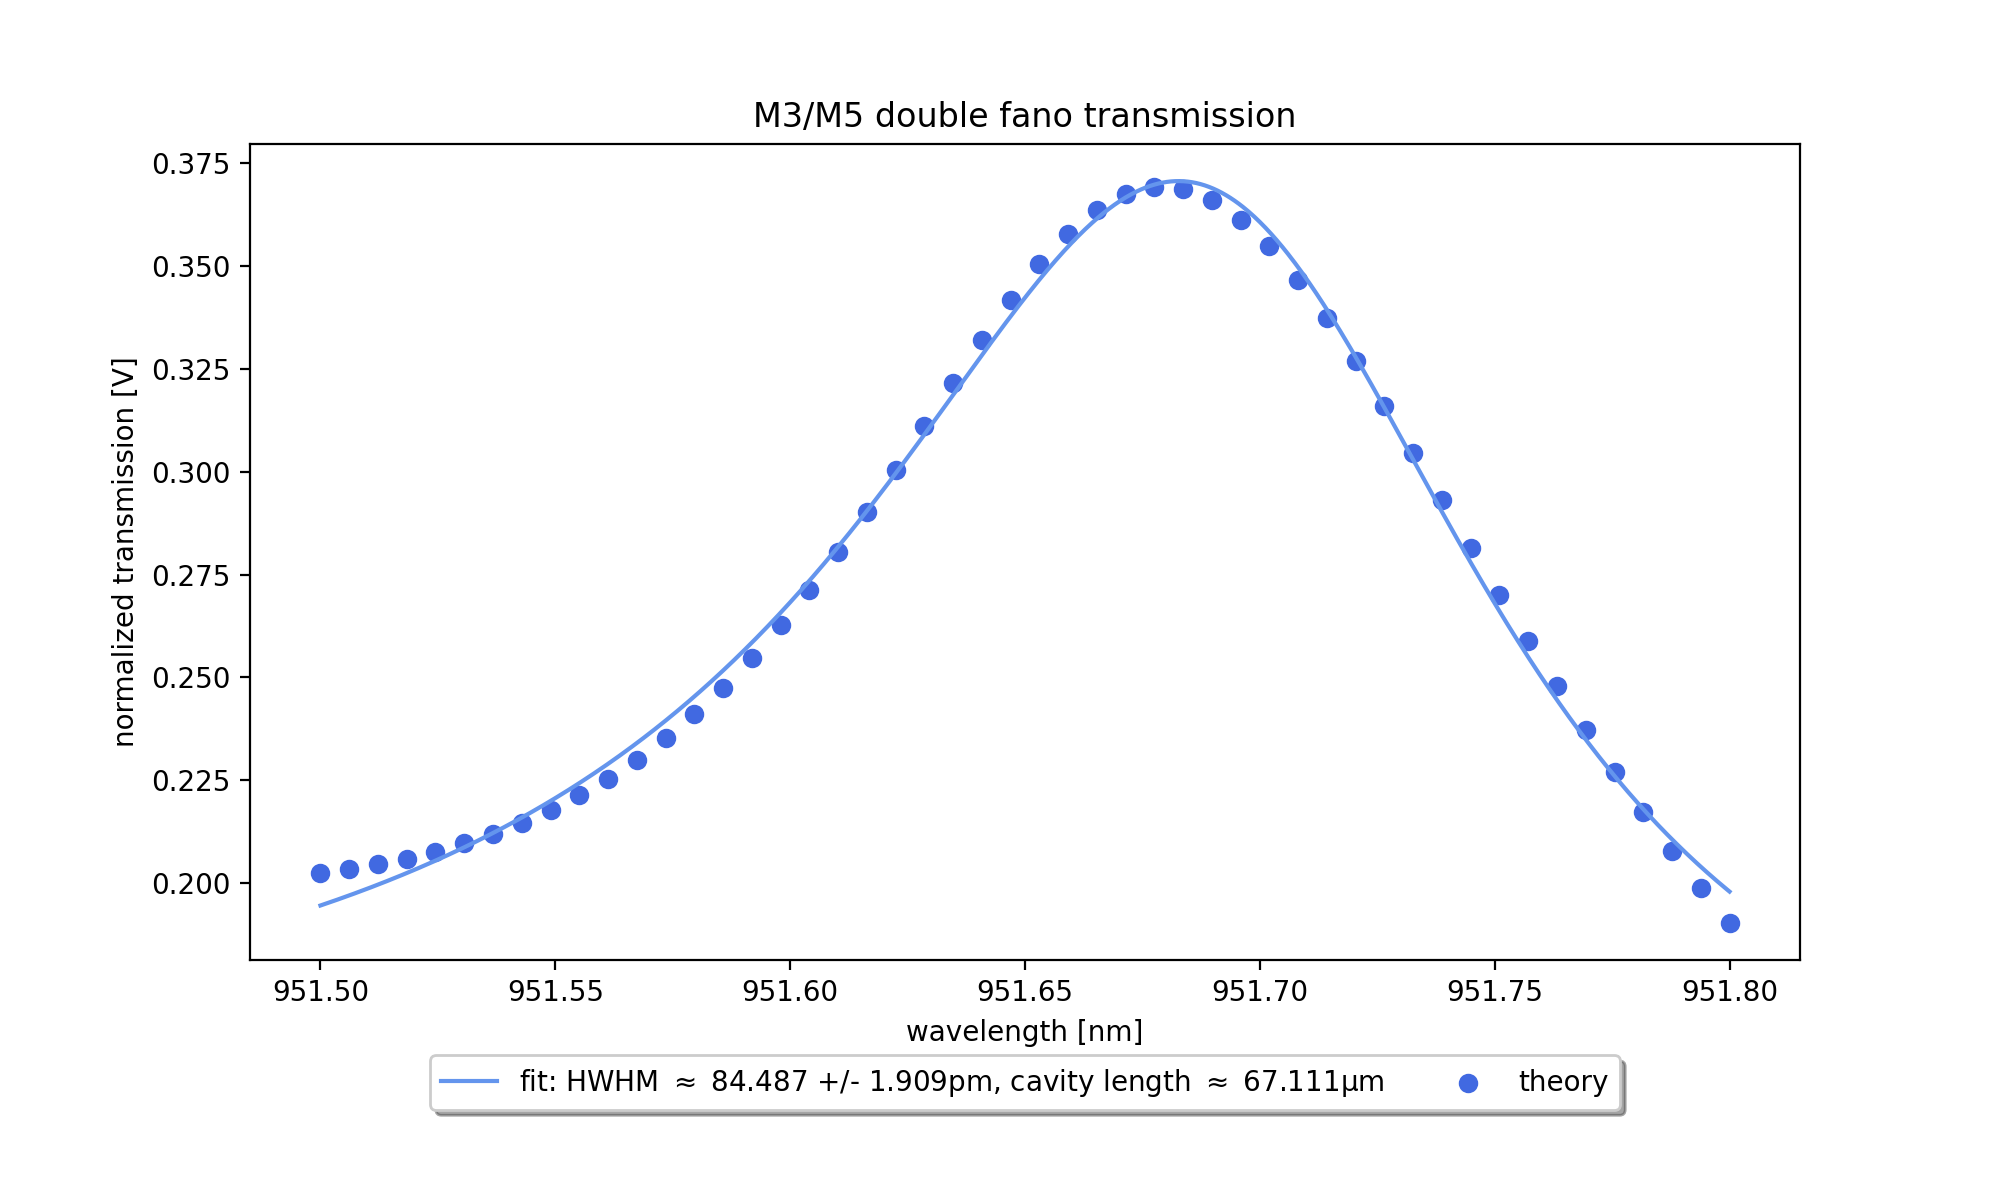 M3/M5 double fano transmission
0.375
0.350
0.325
0.300
0.275
0.250
0.225
0.200
normalized transmission [V]
951.50 951.55 951.60 951.65 951.70 951.75 951.80
wavelength [nm]
fit: HWHM ≈ 84.487 +/- 1.909pm, cavity length ≈ 67.111μm theory